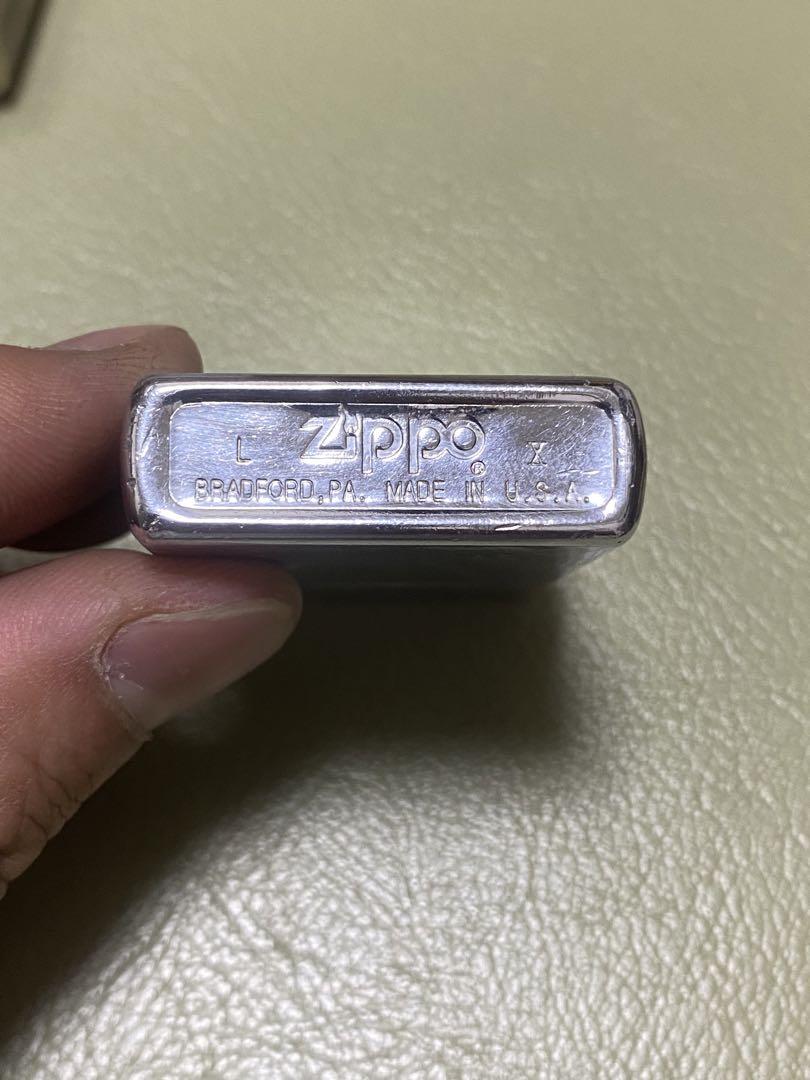 L Zippo® X
BRADFORD, PA. MADE IN U.S.A.